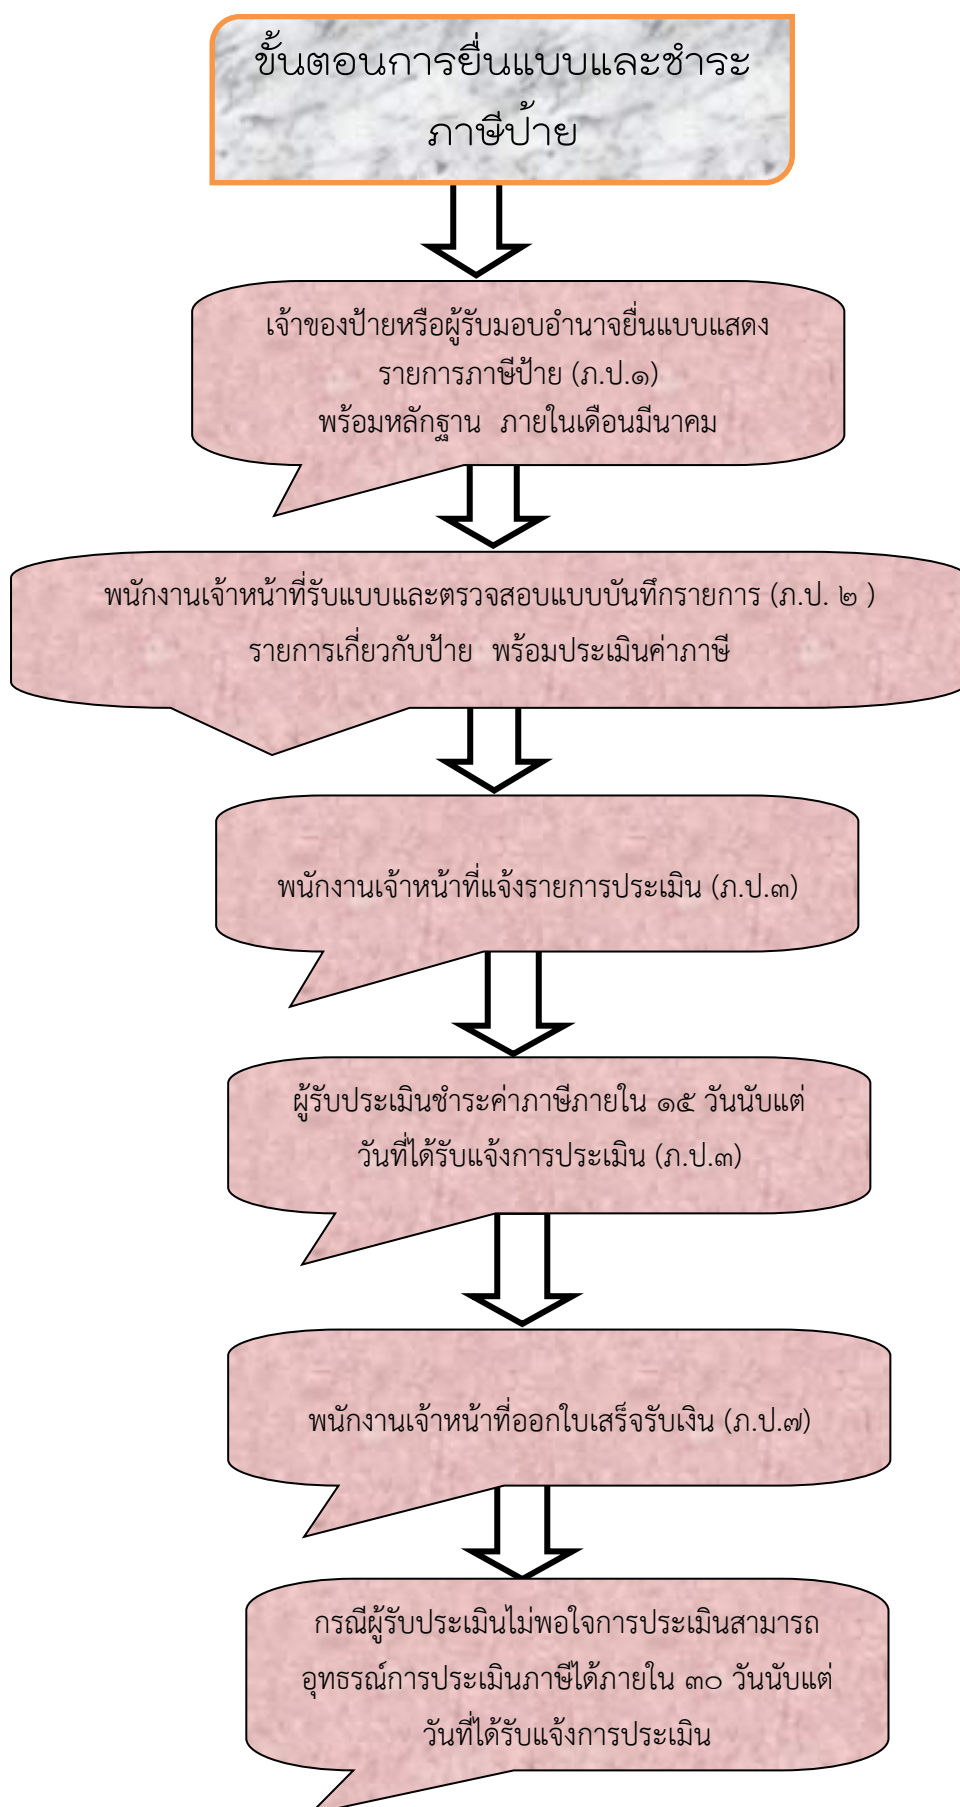 ขั้นตอนการยื่นแบบและชำระ
ภาษีป้าย
เจ้าของป้ายหรือผู้รับมอบอำนาจยื่นแบบแสดง
รายการภาษีป้าย (ภ.ป.๑)
พร้อมหลักฐาน ภายในเดือนมีนาคม
พนักงานเจ้าหน้าที่รับแบบและตรวจสอบแบบบันทึกรายการ (ภ.ป. ๒ )
รายการเกี่ยวกับป้าย พร้อมประเมินค่าภาษี
พนักงานเจ้าหน้าที่แจ้งรายการประเมิน (ภ.ป.๓)
ผู้รับประเมินชำระค่าภาษีภายใน ๑๕ วันนับแต่
วันที่ได้รับแจ้งการประเมิน (ภ.ป.๓)
พนักงานเจ้าหน้าที่ออกใบเสร็จรับเงิน (ภ.ป.๗)
กรณีผู้รับประเมินไม่พอใจการประเมินสามารถ
อุทธรณ์การประเมินภาษีได้ภายใน ๓๐ วันนับแต่
วันที่ได้รับแจ้งการประเมิน